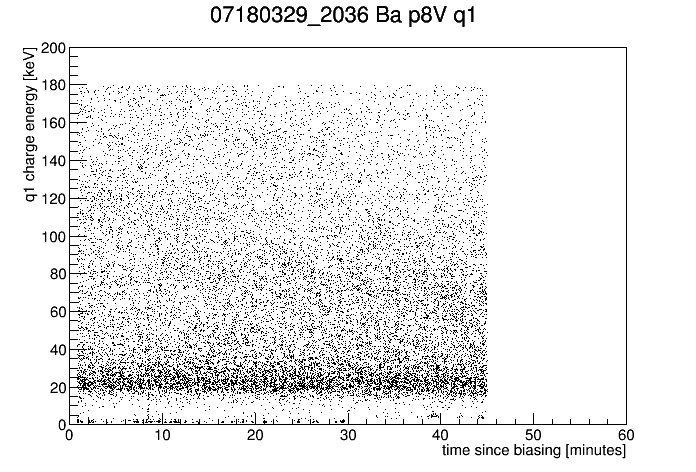 07180329_2036 Ba p8V q1
q1 charge energy [keV]
200
180
160
140
120
100
80
60
40
20
0
0 10 20 30 40 50 60
time since biasing [minutes]